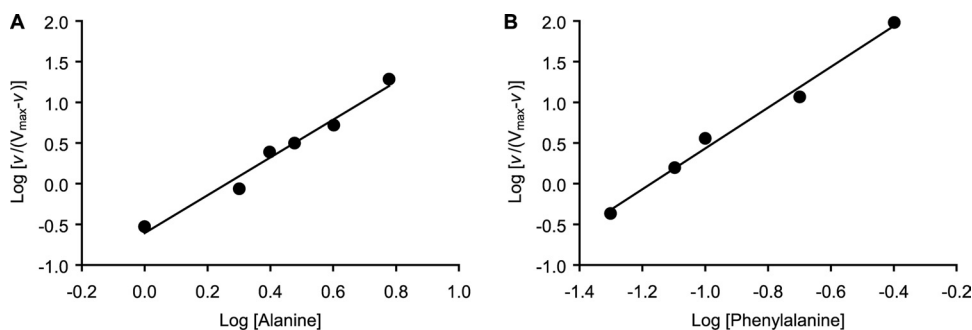 A
2.0
1.5
1.0
0.5
0.0
-0.5
-1.0
Log [v/(Vmax-v)]
-0.2 0.0 0.2 0.4 0.6 0.8 1.0
Log [Alanine]
B
2.0
1.5
1.0
0.5
0.0
-0.5
-1.0
Log [v/(Vmax-v)]
-1.4 -1.2 -1.0 -0.8 -0.6 -0.4 -0.2
Log [Phenylalanine]